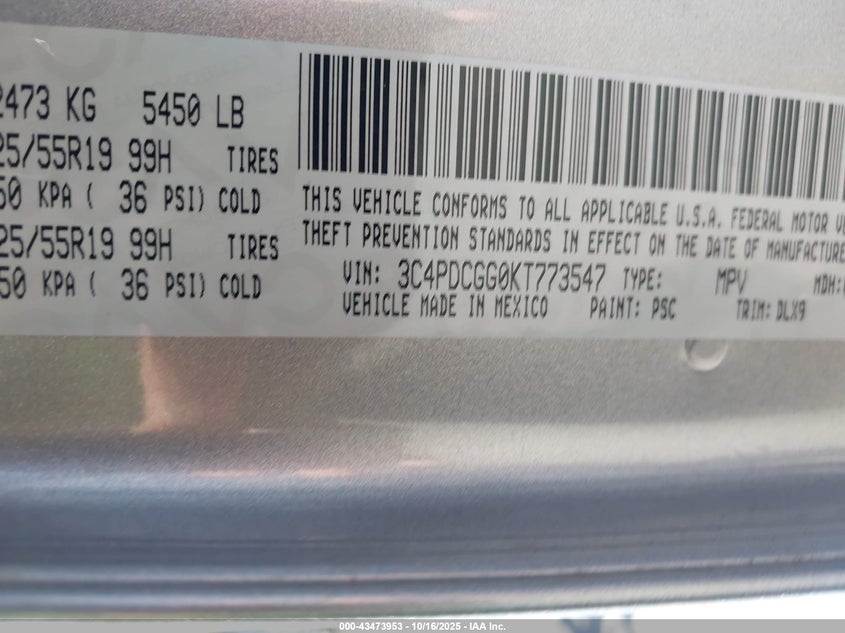 2473 KG 5450 LB
25/55R19 99H TIRES
50 KPA ( 36 PSI) COLD
25/55R19 99H TIRES
50 KPA ( 36 PSI) COLD
THIS VEHICLE CONFORMS TO ALL APPLICABLE U.S.A. FEDERAL MOTOR VE
THEFT PREVENTION STANDARDS IN EFFECT ON THE DATE OF MANUFACTURE
VIN: 3C4PDCGG0KT773547 TYPE: MPV MDH:
VEHICLE MADE IN MEXICO PAINT: PSC TRIM: DLX9
000-43473953 - 10/16/2025 - IAA Inc.